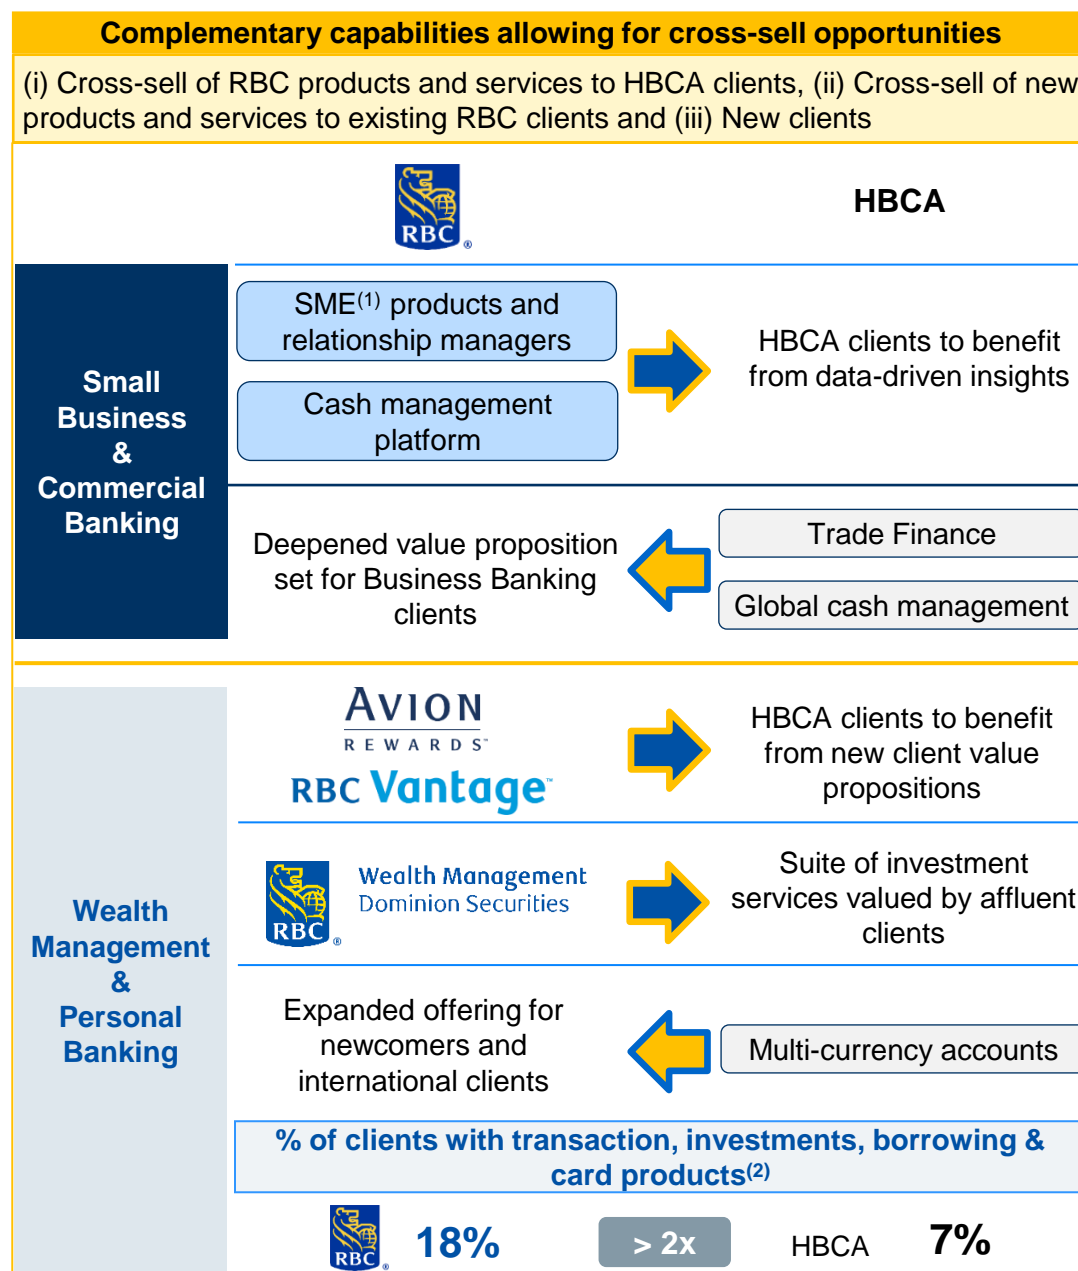 Complementary capabilities allowing for cross-sell opportunities
(i) Cross-sell of RBC products and services to HBCA clients, (ii) Cross-sell of new
products and services to existing RBC clients and (iii) New clients
RBC ®
HBCA
Small
Business
&
Commercial
Banking
SME(1) products and
relationship managers
Cash management
platform
HBCA clients to benefit
from data-driven insights
Deepened value proposition
set for Business Banking
clients
Trade Finance
Global cash management
Wealth
Management
&
Personal
Banking
AVION
REWARDS™
RBC Vantage™
HBCA clients to benefit
from new client value
propositions
RBC ®
Wealth Management
Dominion Securities
Suite of investment
services valued by affluent
clients
Expanded offering for
newcomers and
international clients
Multi-currency accounts
% of clients with transaction, investments, borrowing &
card products(2)
RBC ® 18% > 2x HBCA 7%